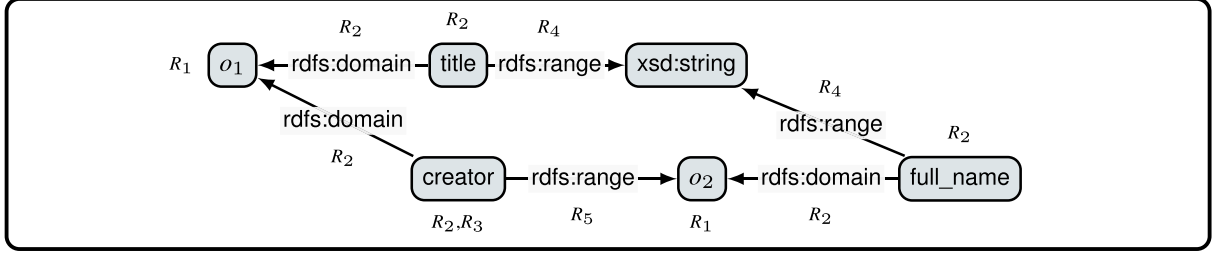 R₂ R₂ R₄
R₁ o₁ rdfs:domain title rdfs:range xsd:string
R₄
rdfs:domain rdfs:range
R₂ R₂
creator rdfs:range o₂ rdfs:domain full_name
R₂,R₃ R₅ R₁ R₂